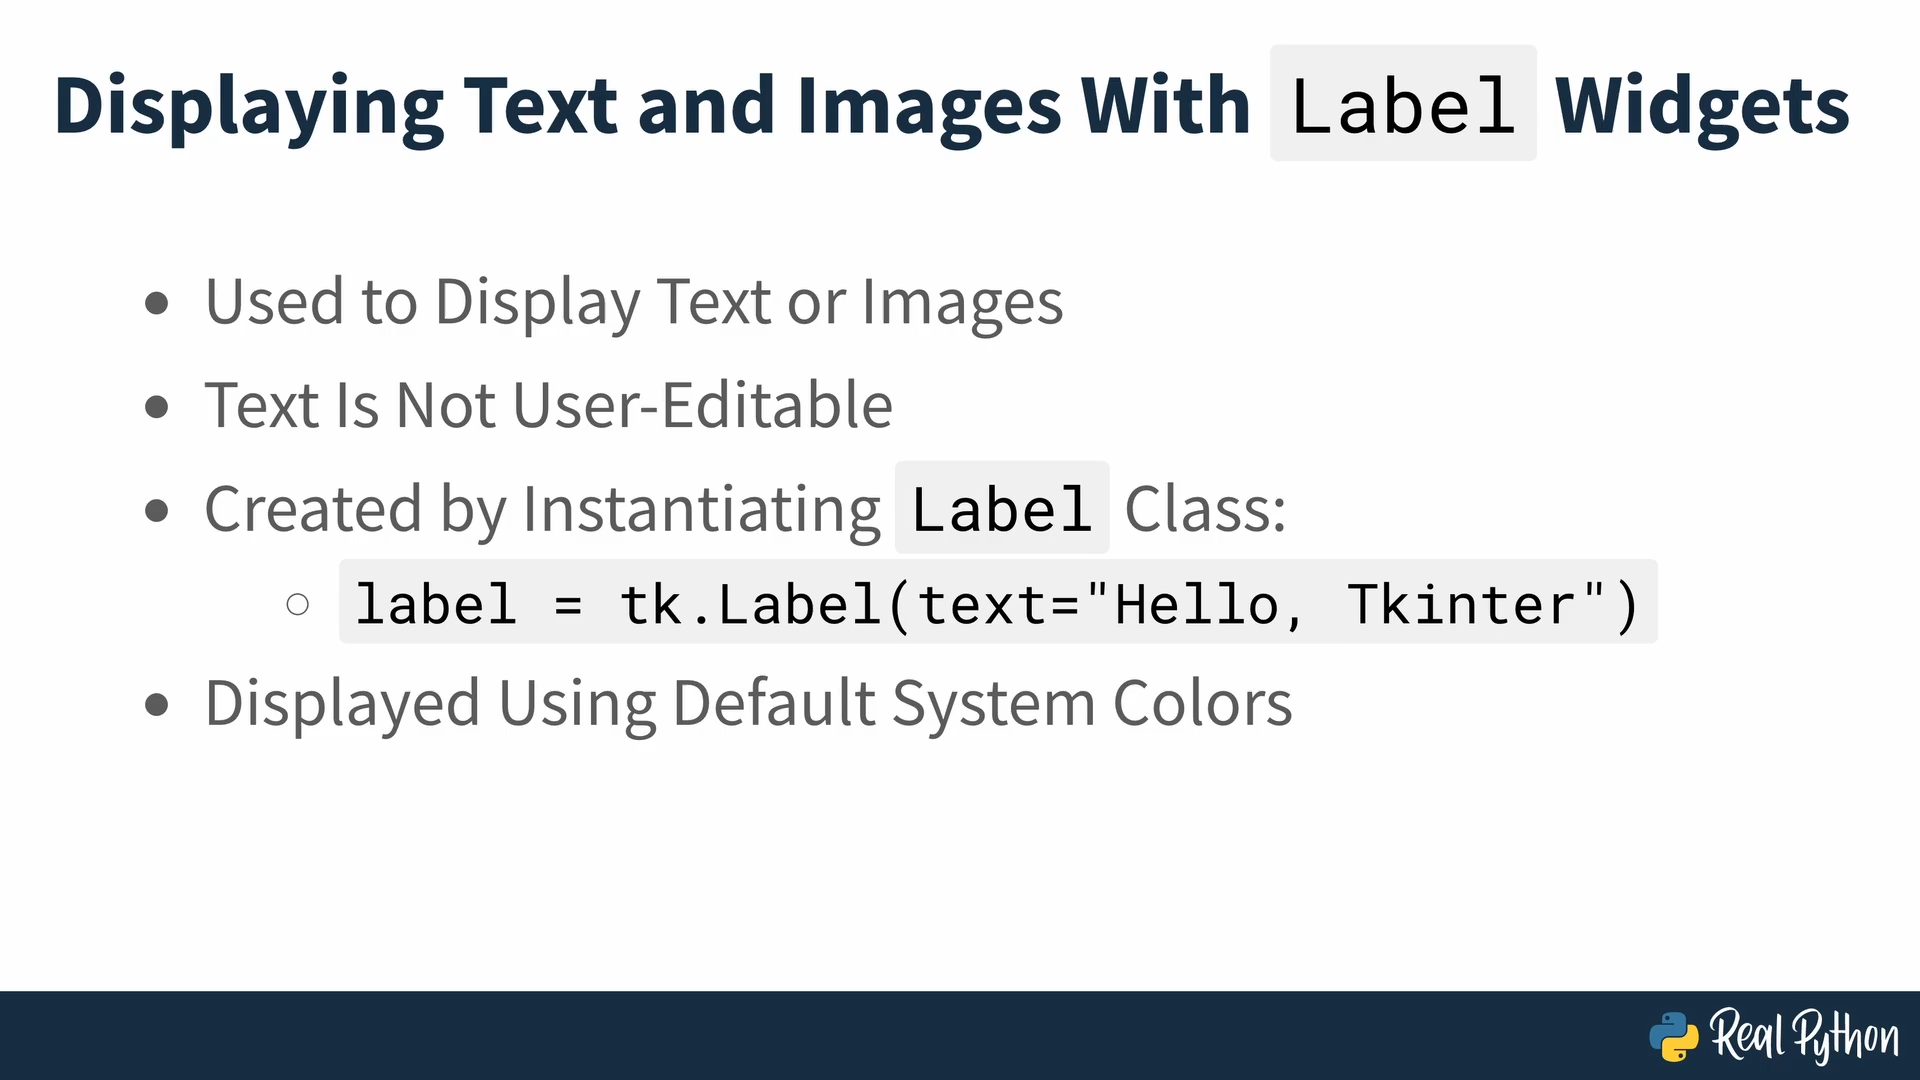 Displaying Text and Images With Label Widgets
• Used to Display Text or Images
• Text Is Not User-Editable
• Created by Instantiating Label Class:
○ label = tk.Label(text="Hello, Tkinter")
• Displayed Using Default System Colors
Real Python